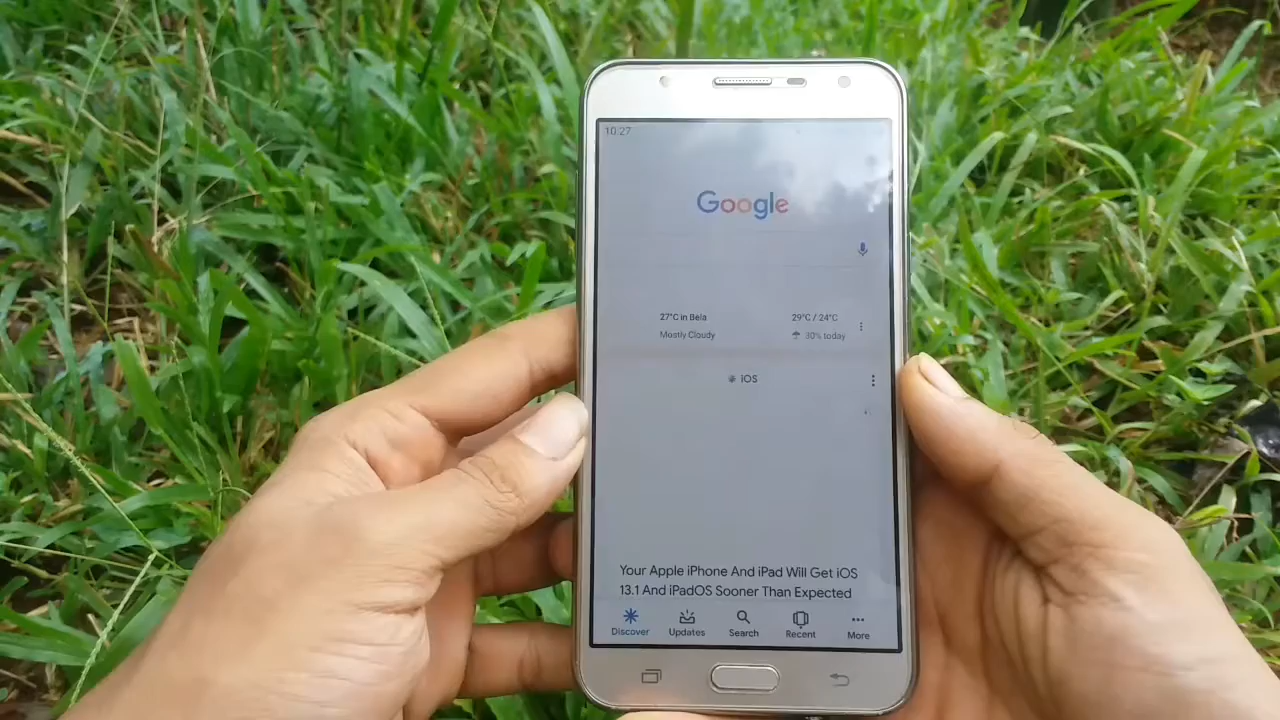 10:27
Google
27°C in Bela
29°C / 24°C
Mostly Cloudy
30% today
iOS
Your Apple iPhone And iPad Will Get iOS
13.1 And iPadOS Sooner Than Expected
Discover
Updates
Search
Recent
More